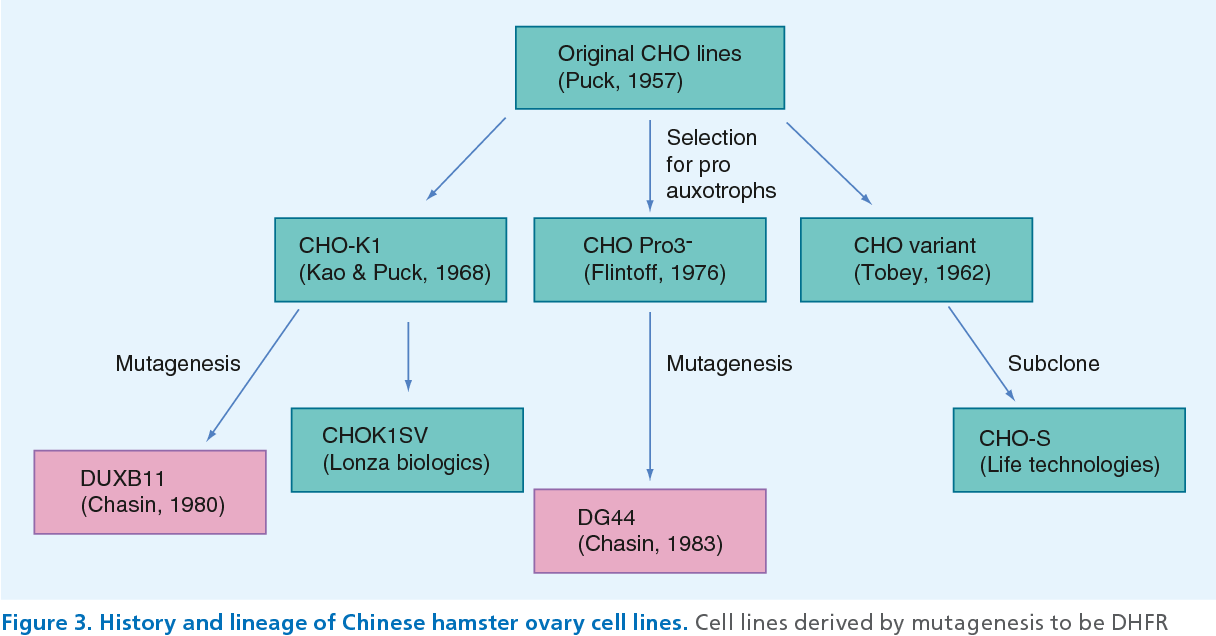 Original CHO lines
(Puck, 1957)
Selection
for pro
auxotrophs
CHO-K1
(Kao & Puck, 1968)
CHO Pro3-
(Flintoff, 1976)
CHO variant
(Tobey, 1962)
Mutagenesis
Mutagenesis
Subclone
CHOK1SV
(Lonza biologics)
CHO-S
(Life technologies)
DUXB11
(Chasin, 1980)
DG44
(Chasin, 1983)
Figure 3. History and lineage of Chinese hamster ovary cell lines. Cell lines derived by mutagenesis to be DHFR